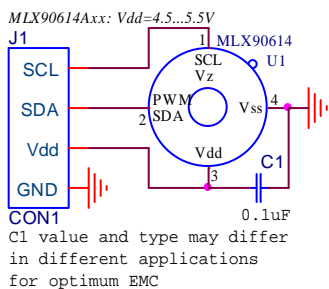 MLX90614Axx: Vdd=4.5...5.5V
J1
MLX90614
U1
1
SCL
Vz
SCL
SDA
Vdd
GND
CON1
PWM
SDA
2
Vss
4
Vdd
3
C1
0.1uF
C1 value and type may differ
in different applications
for optimum EMC